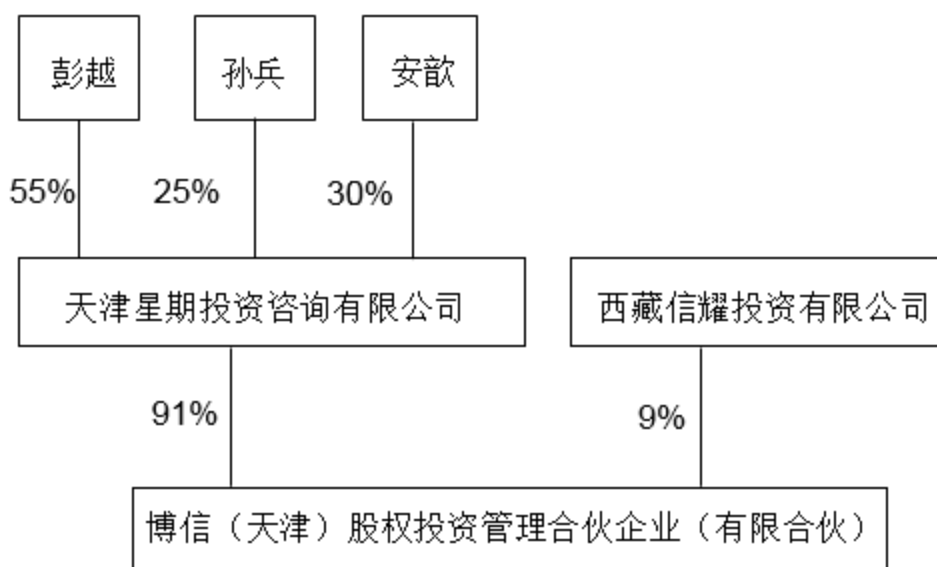 彭越
孙兵
安歆
55%
25%
30%
天津星期投资咨询有限公司
西藏信耀投资有限公司
91%
9%
博信（天津）股权投资管理合伙企业（有限合伙）